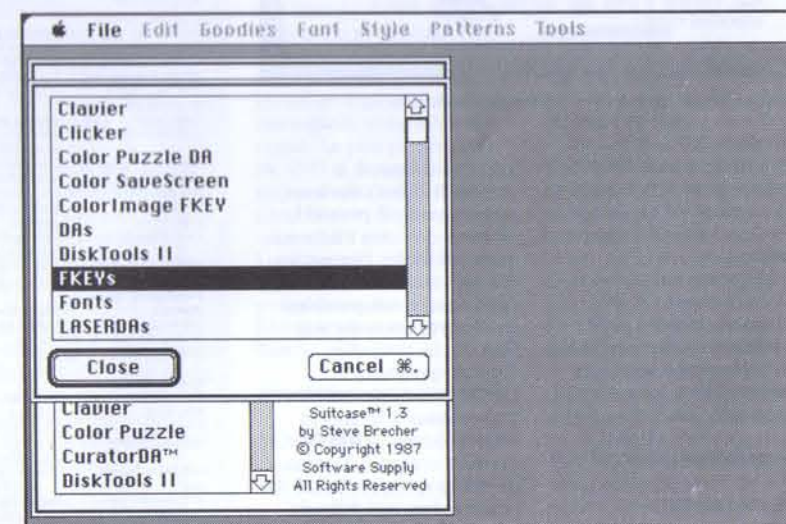 File Edit Goodies Font Style Patterns Tools
Clavier
Clicker
Color Puzzle DA
Color SaveScreen
ColorImage FKEY
DAs
DiskTools II
FKEYs
Fonts
LASERDAs
Close
Cancel ⌘.
Clavier
Color Puzzle
CuratorDA™
DiskTools II
Suitcase™ 1.3
by Steve Brecher
© Copyright 1987
Software Supply
All Rights Reserved